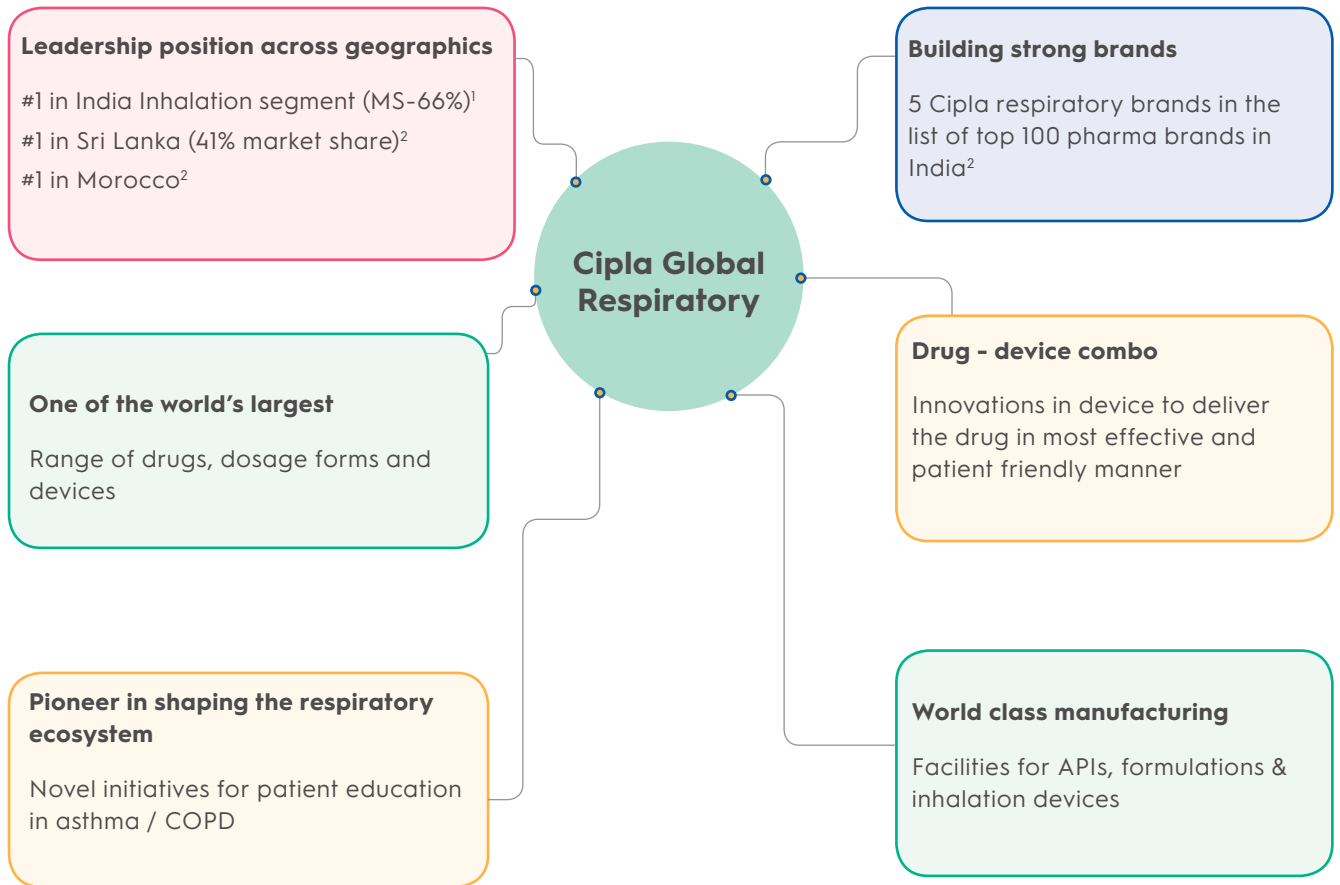 Leadership position across geographics
#1 in India Inhalation segment (MS-66%)¹
#1 in Sri Lanka (41% market share)²
#1 in Morocco²
Building strong brands
5 Cipla respiratory brands in the
list of top 100 pharma brands in
India²
Cipla Global
Respiratory
One of the world's largest
Range of drugs, dosage forms and
devices
Drug - device combo
Innovations in device to deliver
the drug in most effective and
patient friendly manner
Pioneer in shaping the respiratory
ecosystem
Novel initiatives for patient education
in asthma / COPD
World class manufacturing
Facilities for APIs, formulations &
inhalation devices